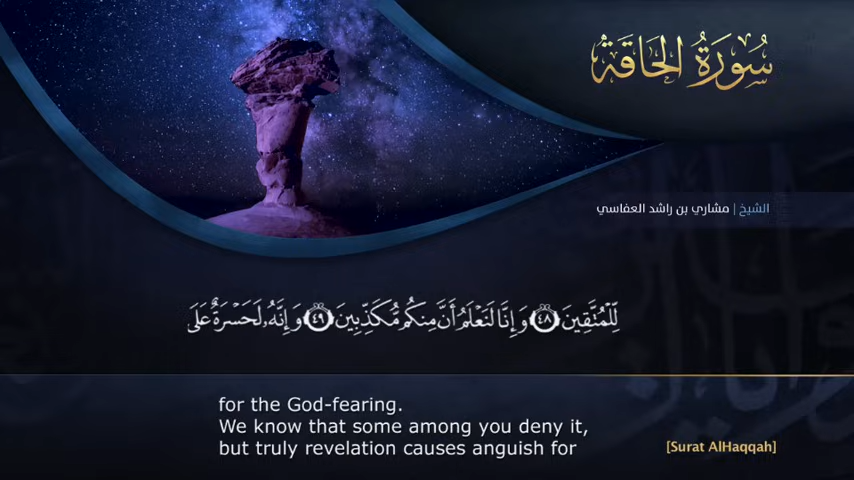 سُورَةُ الحَاقَّة
الشيخ | مشاري بن راشد العفاسي
لِّلْمُتَّقِينَ ٤٨ وَإِنَّا لَنَعْلَمُ أَنَّ مِنكُم مُّكَذِّبِينَ ٤٩ وَإِنَّهُۥ لَحَسْرَةٌ عَلَى
for the God-fearing.
We know that some among you deny it,
but truly revelation causes anguish for
[Surat AlHaqqah]